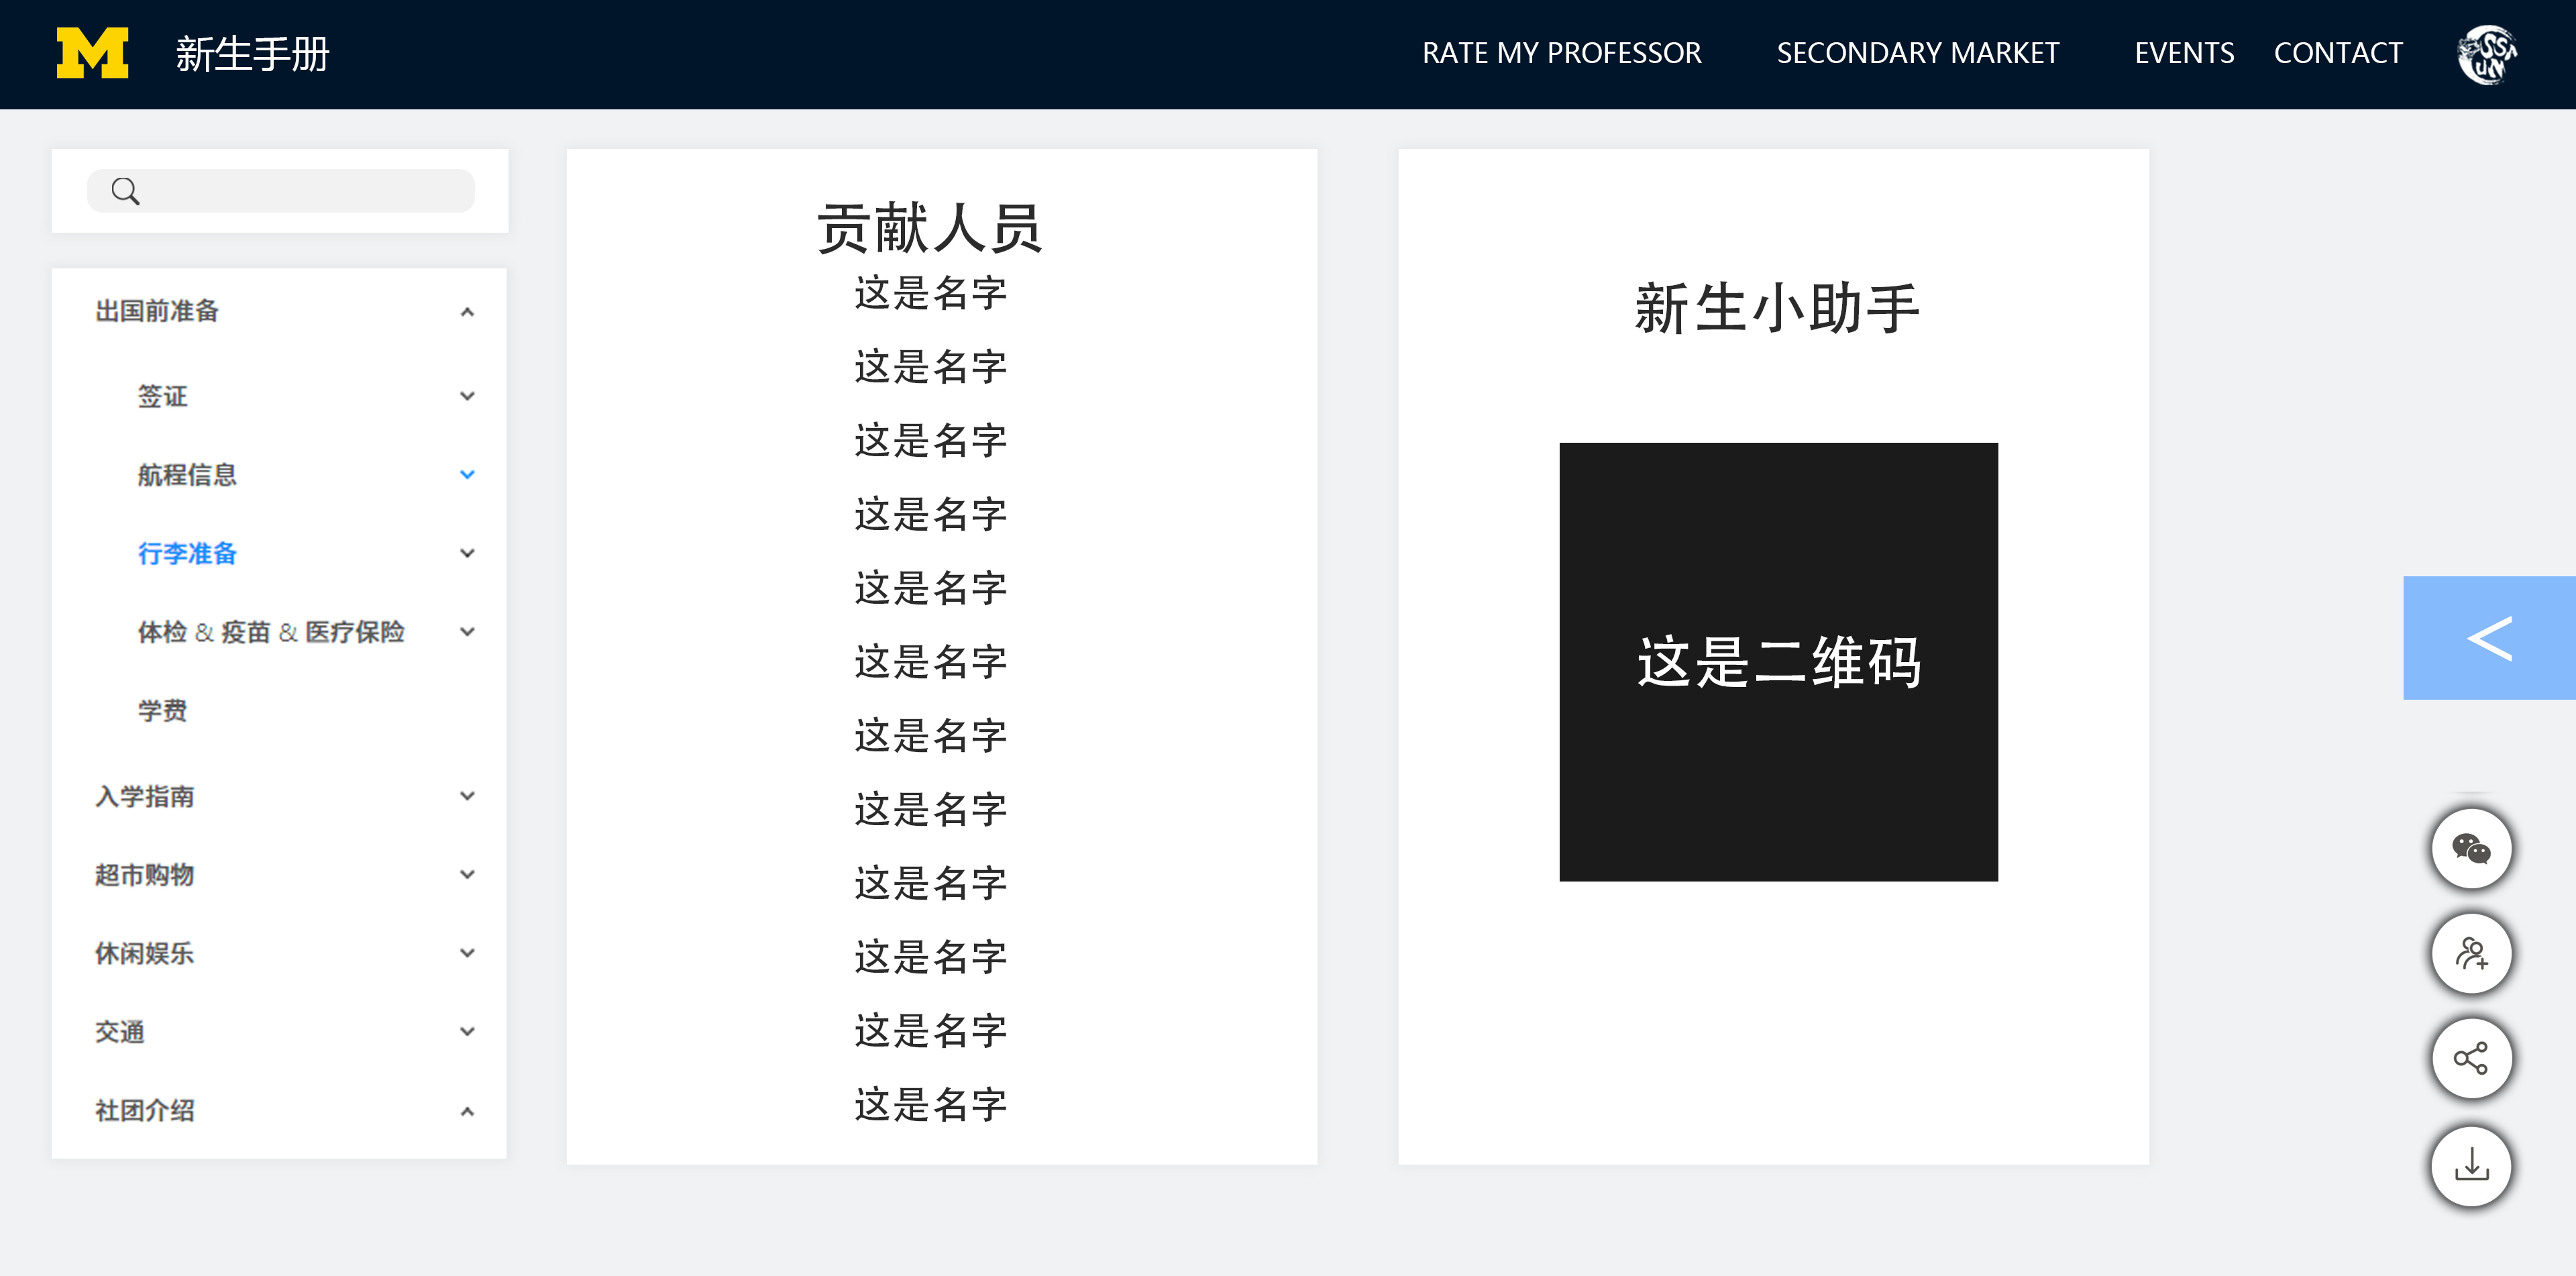 M 新生手册
RATE MY PROFESSOR SECONDARY MARKET EVENTS CONTACT
出国前准备
签证
航程信息
行李准备
体检 & 疫苗 & 医疗保险
学费
入学指南
超市购物
休闲娱乐
交通
社团介绍
贡献人员
这是名字
这是名字
这是名字
这是名字
这是名字
这是名字
这是名字
这是名字
这是名字
这是名字
这是名字
这是名字
新生小助手
这是二维码
<